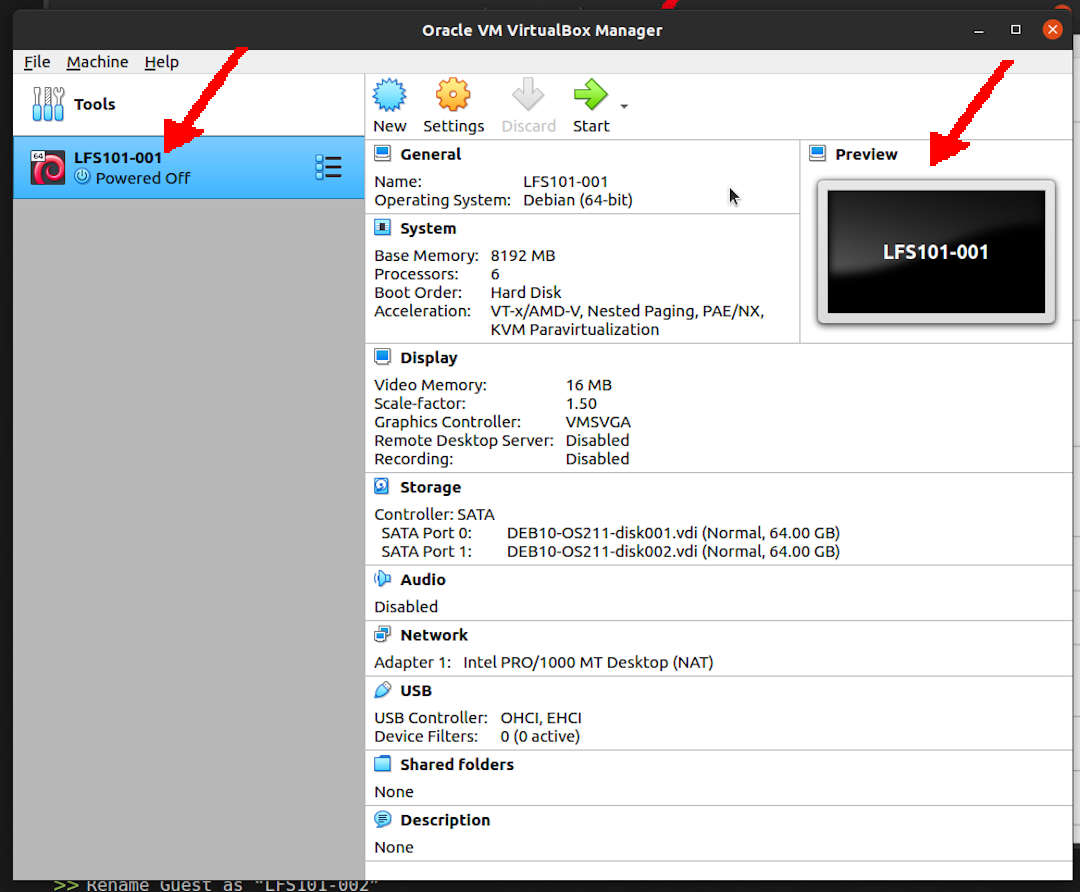 Oracle VM VirtualBox Manager
File Machine Help
Tools
New Settings Discard Start
64
LFS101-001
Powered Off
General
Name: LFS101-001
Operating System: Debian (64-bit)
Preview
LFS101-001
System
Base Memory: 8192 MB
Processors: 6
Boot Order: Hard Disk
Acceleration: VT-x/AMD-V, Nested Paging, PAE/NX,
KVM Paravirtualization
Display
Video Memory: 16 MB
Scale-factor: 1.50
Graphics Controller: VMSVGA
Remote Desktop Server: Disabled
Recording: Disabled
Storage
Controller: SATA
SATA Port 0: DEB10-OS211-disk001.vdi (Normal, 64.00 GB)
SATA Port 1: DEB10-OS211-disk002.vdi (Normal, 64.00 GB)
Audio
Disabled
Network
Adapter 1: Intel PRO/1000 MT Desktop (NAT)
USB
USB Controller: OHCI, EHCI
Device Filters: 0 (0 active)
Shared folders
None
Description
None
>> Rename Guest as "LFS101-002"